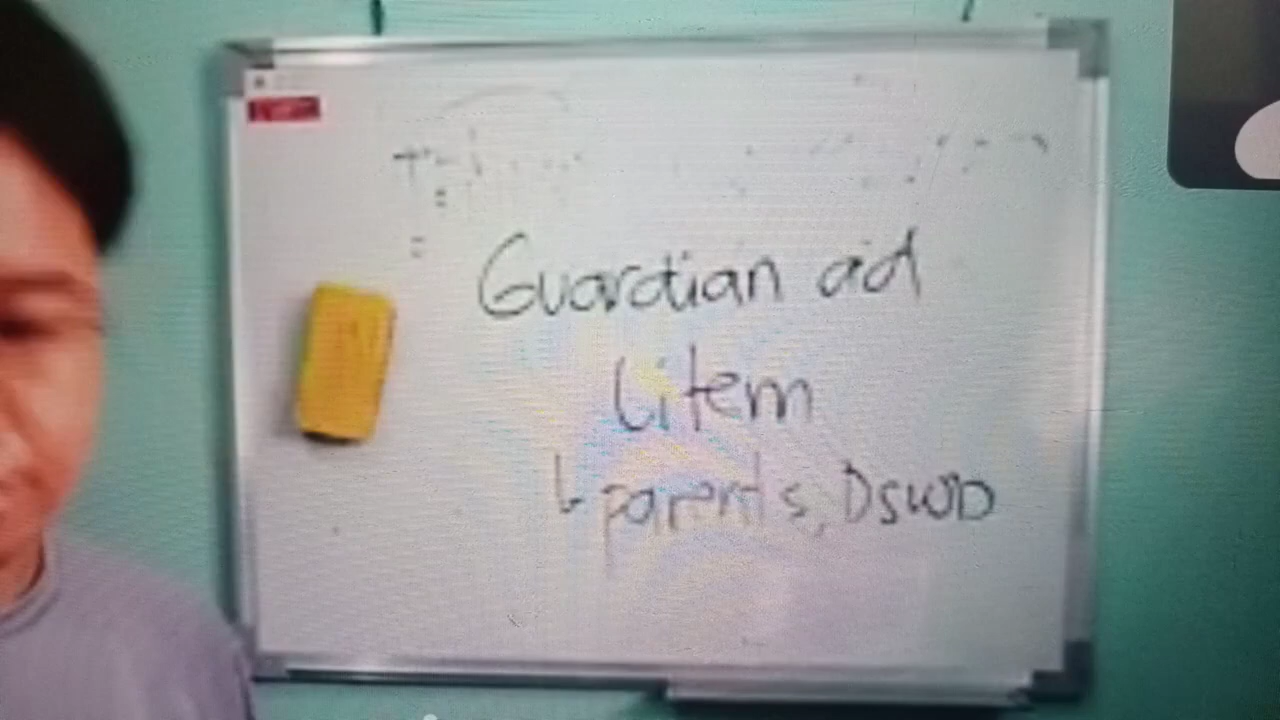 Guardian ad
litem
↳ parents, DSWD